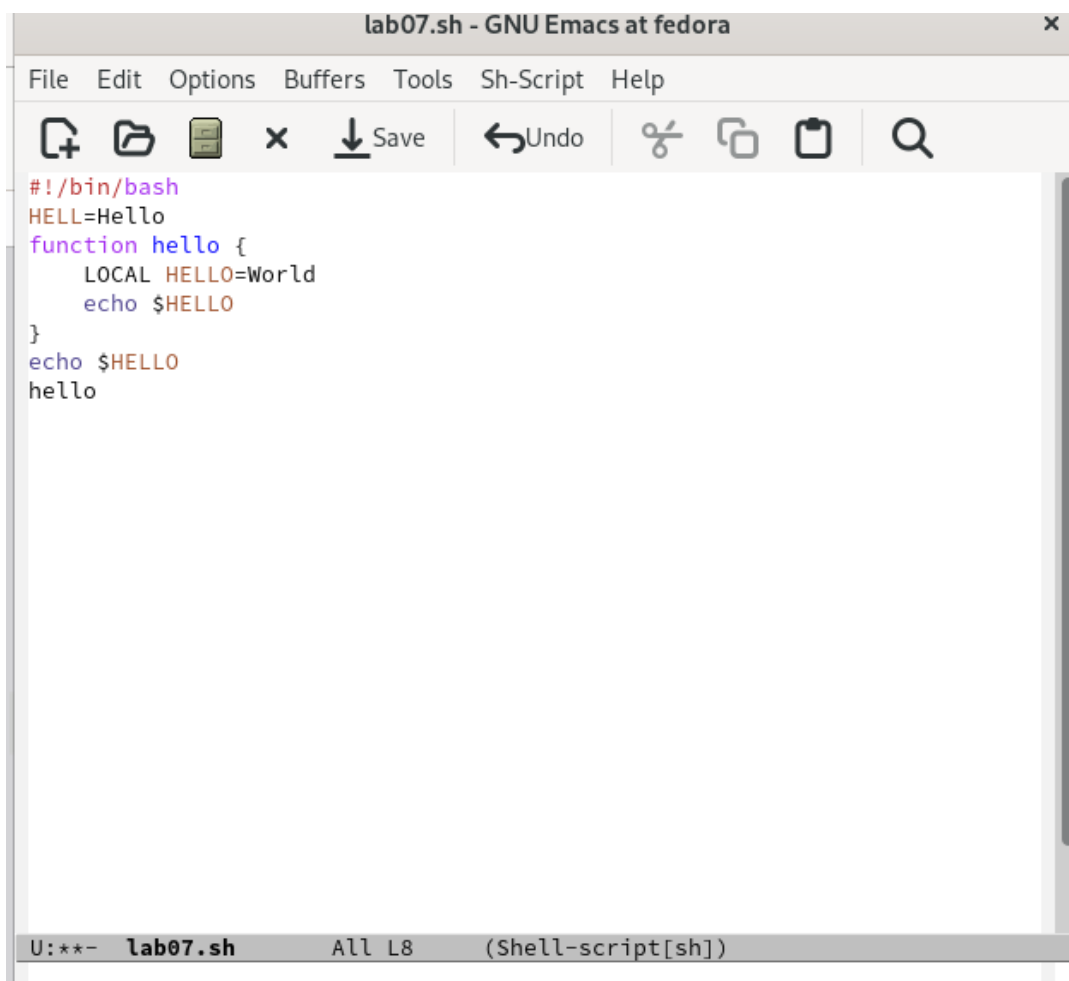 lab07.sh - GNU Emacs at fedora ×
File Edit Options Buffers Tools Sh-Script Help
Save Undo
#!/bin/bash
HELL=Hello
function hello {
    LOCAL HELLO=World
    echo $HELLO
}
echo $HELLO
hello
U:**- lab07.sh All L8 (Shell-script[sh])